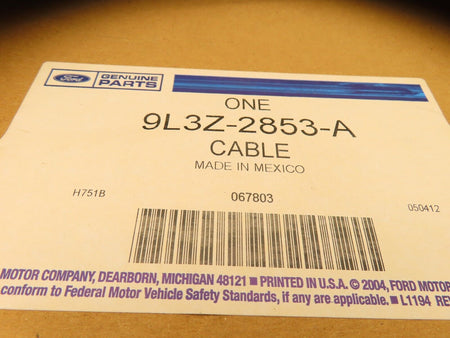 Ford GENUINE PARTS
ONE
9L3Z-2853-A
CABLE
MADE IN MEXICO
H751B 067803 050412
MOTOR COMPANY, DEARBORN, MICHIGAN 48121 ■ PRINTED IN U.S.A. © 2004, FORD MOTOR
conform to Federal Motor Vehicle Safety Standards, if any are applicable. ■ L1194 REV